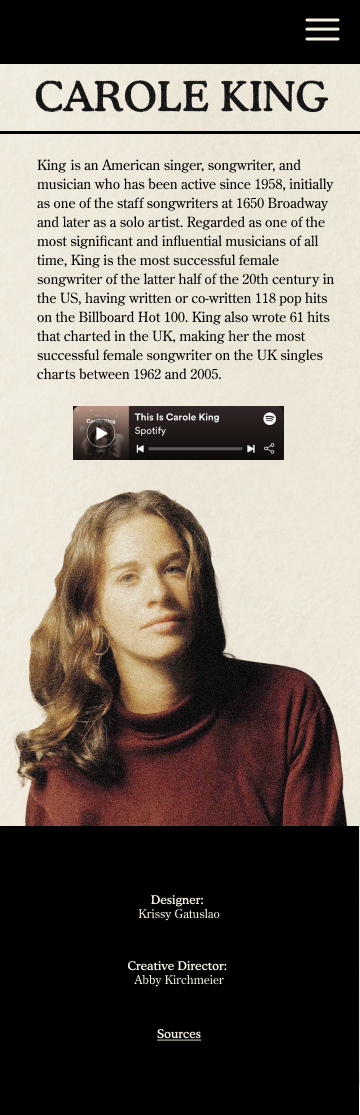 CAROLE KING
King is an American singer, songwriter, and
musician who has been active since 1958, initially
as one of the staff songwriters at 1650 Broadway
and later as a solo artist. Regarded as one of the
most significant and influential musicians of all
time, King is the most successful female
songwriter of the latter half of the 20th century in
the US, having written or co-written 118 pop hits
on the Billboard Hot 100. King also wrote 61 hits
that charted in the UK, making her the most
successful female songwriter on the UK singles
charts between 1962 and 2005.
This Is Carole King
Spotify
Designer:
Krissy Gatuslao
Creative Director:
Abby Kirchmeier
Sources